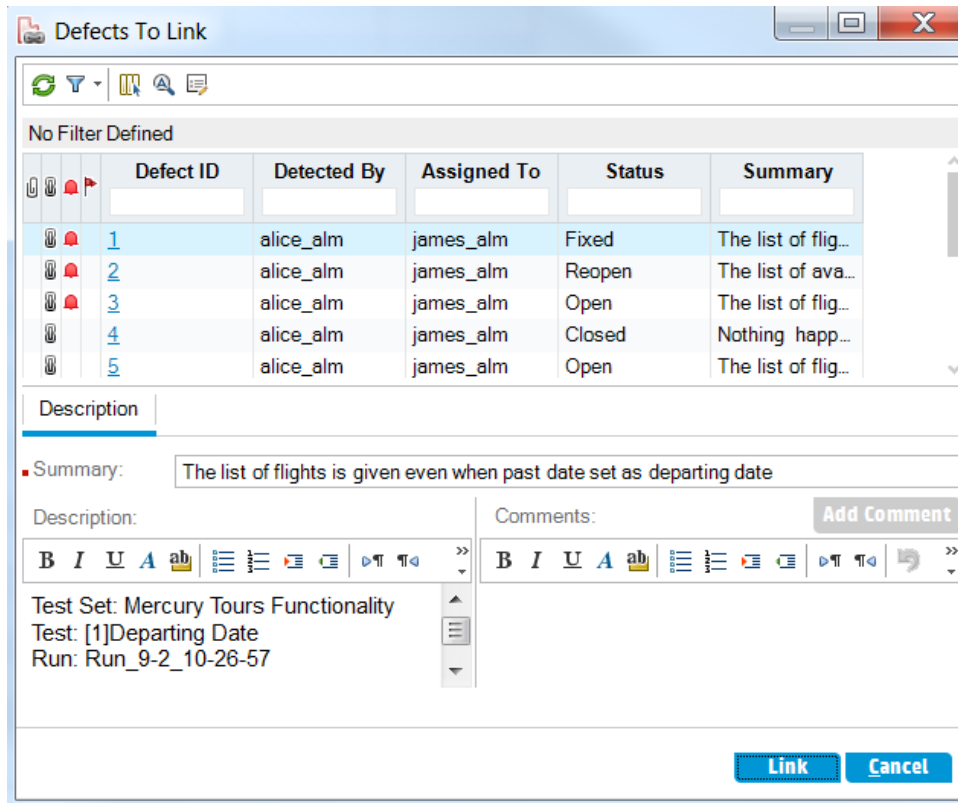 Defects To Link
No Filter Defined
Defect ID Detected By Assigned To Status Summary
1 alice_alm james_alm Fixed The list of flig...
2 alice_alm james_alm Reopen The list of ava...
3 alice_alm james_alm Open The list of flig...
4 alice_alm james_alm Closed Nothing happ...
5 alice_alm james_alm Open The list of flig...
Description
Summary: The list of flights is given even when past date set as departing date
Description: Comments: Add Comment
B I U A ab B I U A ab
Test Set: Mercury Tours Functionality
Test: [1]Departing Date
Run: Run_9-2_10-26-57
Link Cancel